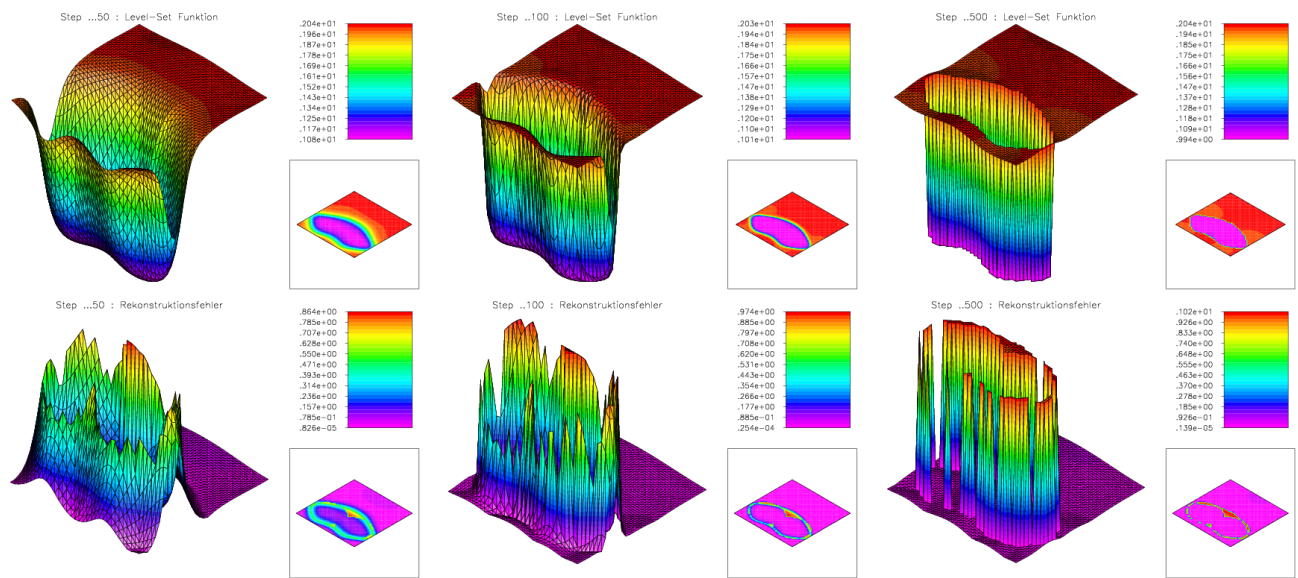 Step ...50 : Level-Set Funktion
.204e+01
.196e+01
.187e+01
.178e+01
.169e+01
.161e+01
.152e+01
.143e+01
.134e+01
.125e+01
.117e+01
.108e+01
Step ..100 : Level-Set Funktion
.203e+01
.194e+01
.185e+01
.176e+01
.166e+01
.157e+01
.148e+01
.138e+01
.129e+01
.120e+01
.110e+01
.101e+01
Step ..500 : Level-Set Funktion
.204e+01
.194e+01
.185e+01
.175e+01
.166e+01
.156e+01
.147e+01
.137e+01
.128e+01
.118e+01
.109e+01
.994e+00
Step ...50 : Rekonstruktionsfehler
.864e+00
.785e+00
.707e+00
.628e+00
.550e+00
.471e+00
.393e+00
.314e+00
.236e+00
.157e+00
.785e-01
.826e-05
Step ..100 : Rekonstruktionsfehler
.974e+00
.885e+00
.797e+00
.708e+00
.620e+00
.531e+00
.443e+00
.354e+00
.266e+00
.177e+00
.885e-01
.254e-04
Step ..500 : Rekonstruktionsfehler
.102e+01
.926e+00
.833e+00
.740e+00
.648e+00
.555e+00
.463e+00
.370e+00
.278e+00
.185e+00
.926e-01
.139e-05